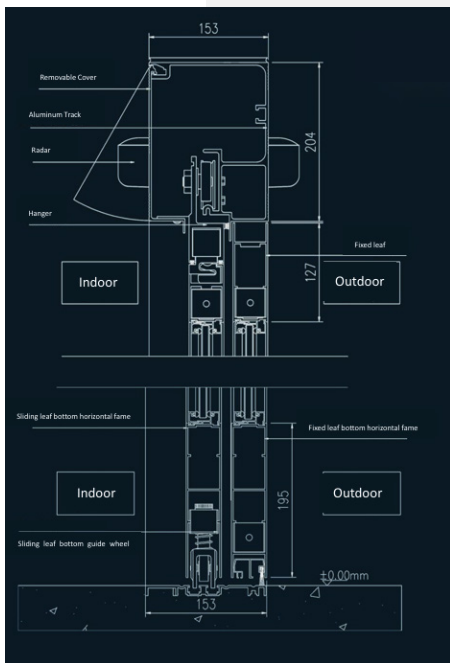 153
Removable Cover
Aluminum Track
Radar
204
Hanger
Fixed leaf
127
Indoor
Outdoor
Sliding leaf bottom horizontal fame
Fixed leaf bottom horizontal fame
Indoor
Outdoor
195
Sliding leaf bottom guide wheel
±0.00mm
153